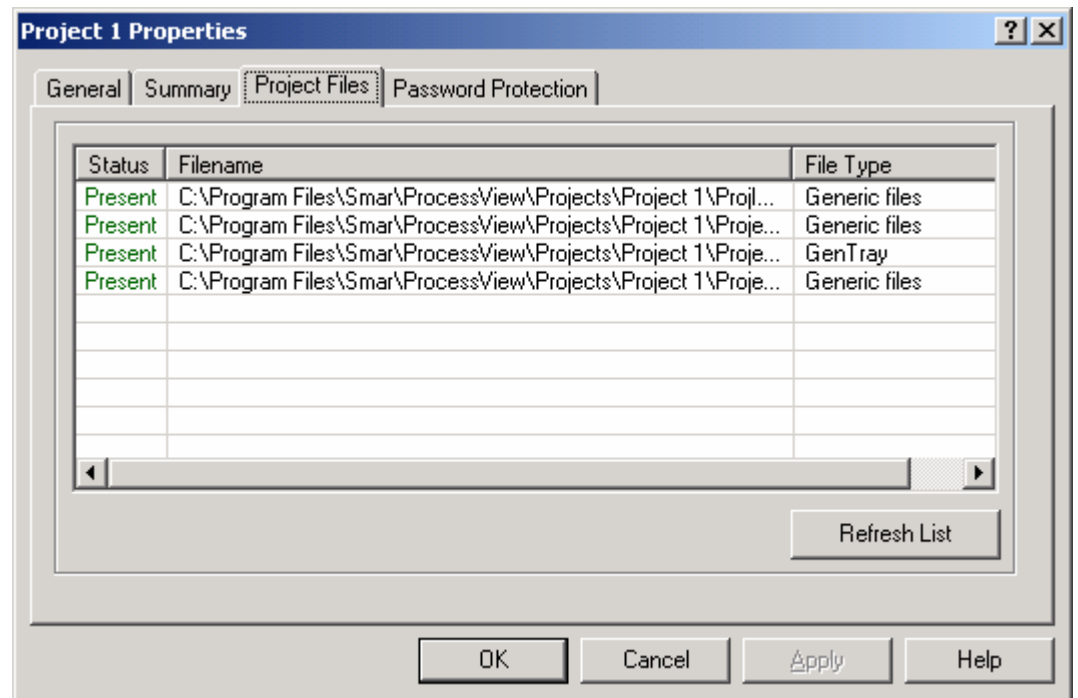 Project 1 Properties
General Summary Project Files Password Protection
Status Filename File Type
Present C:\Program Files\Smar\ProcessView\Projects\Project 1\Projl... Generic files
Present C:\Program Files\Smar\ProcessView\Projects\Project 1\Proje... Generic files
Present C:\Program Files\Smar\ProcessView\Projects\Project 1\Proje... GenTray
Present C:\Program Files\Smar\ProcessView\Projects\Project 1\Proje... Generic files
Refresh List
OK Cancel Apply Help